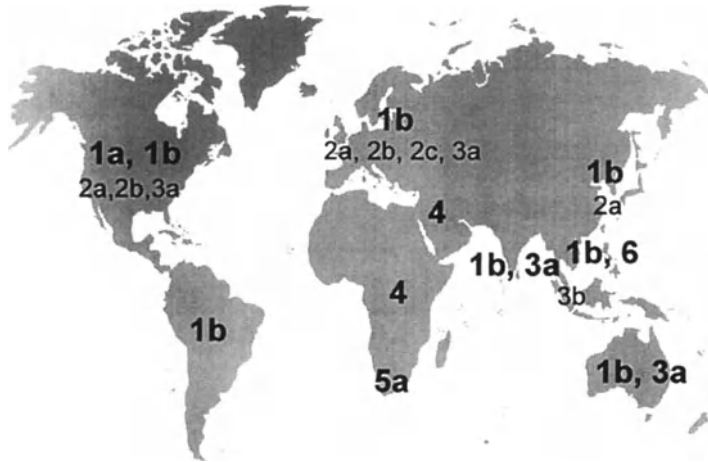 1a, 1b
2a,2b,3a
1b
2a, 2b, 2c, 3a
1b
2a
4
1b, 3a
1b, 6
3b
4
1b
5a
1b, 3a